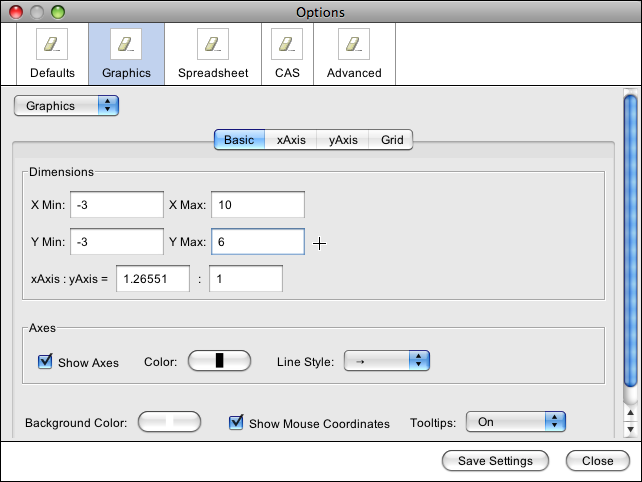 Options
Defaults Graphics Spreadsheet CAS Advanced
Graphics
Basic xAxis yAxis Grid
Dimensions
X Min: -3 X Max: 10
Y Min: -3 Y Max: 6
xAxis : yAxis = 1.26551 : 1
Axes
Show Axes Color: Line Style: →
Background Color: Show Mouse Coordinates Tooltips: On
Save Settings Close